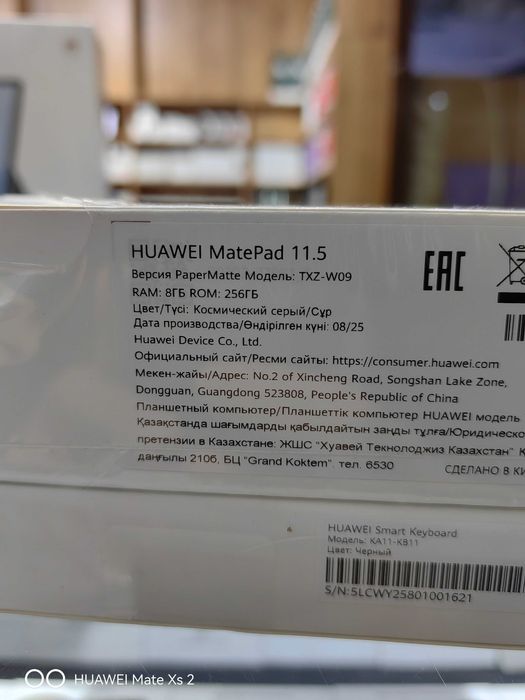 HUAWEI MatePad 11.5
Версия PaperMatte Модель: TXZ-W09
RAM: 8ГБ ROM: 256ГБ
Цвет/Түсі: Космический серый/Сұр
Дата производства/Өндірілген күні: 08/25
Huawei Device Co., Ltd.
Официальный сайт/Ресми сайты: https://consumer.huawei.com
Мекен-жайы/Адрес: No.2 of Xincheng Road, Songshan Lake Zone,
Dongguan, Guangdong 523808, People's Republic of China
Планшетный компьютер/Планшеттік компьютер HUAWEI модель
Қазақстанда шағымдарды қабылдайтын заңды тұлға/Юридическо
претензии в Казахстане: ЖШС "Хуавей Текнолоджиз Казахстан" Қ
даңғылы 210б, БЦ "Grand Koktem". тел. 6530
СДЕЛАНО В КИ
EAC
HUAWEI Smart Keyboard
Модель: KA11-KB11
Цвет: Черный
S/N:5LCWY25801001621
HUAWEI Mate Xs 2